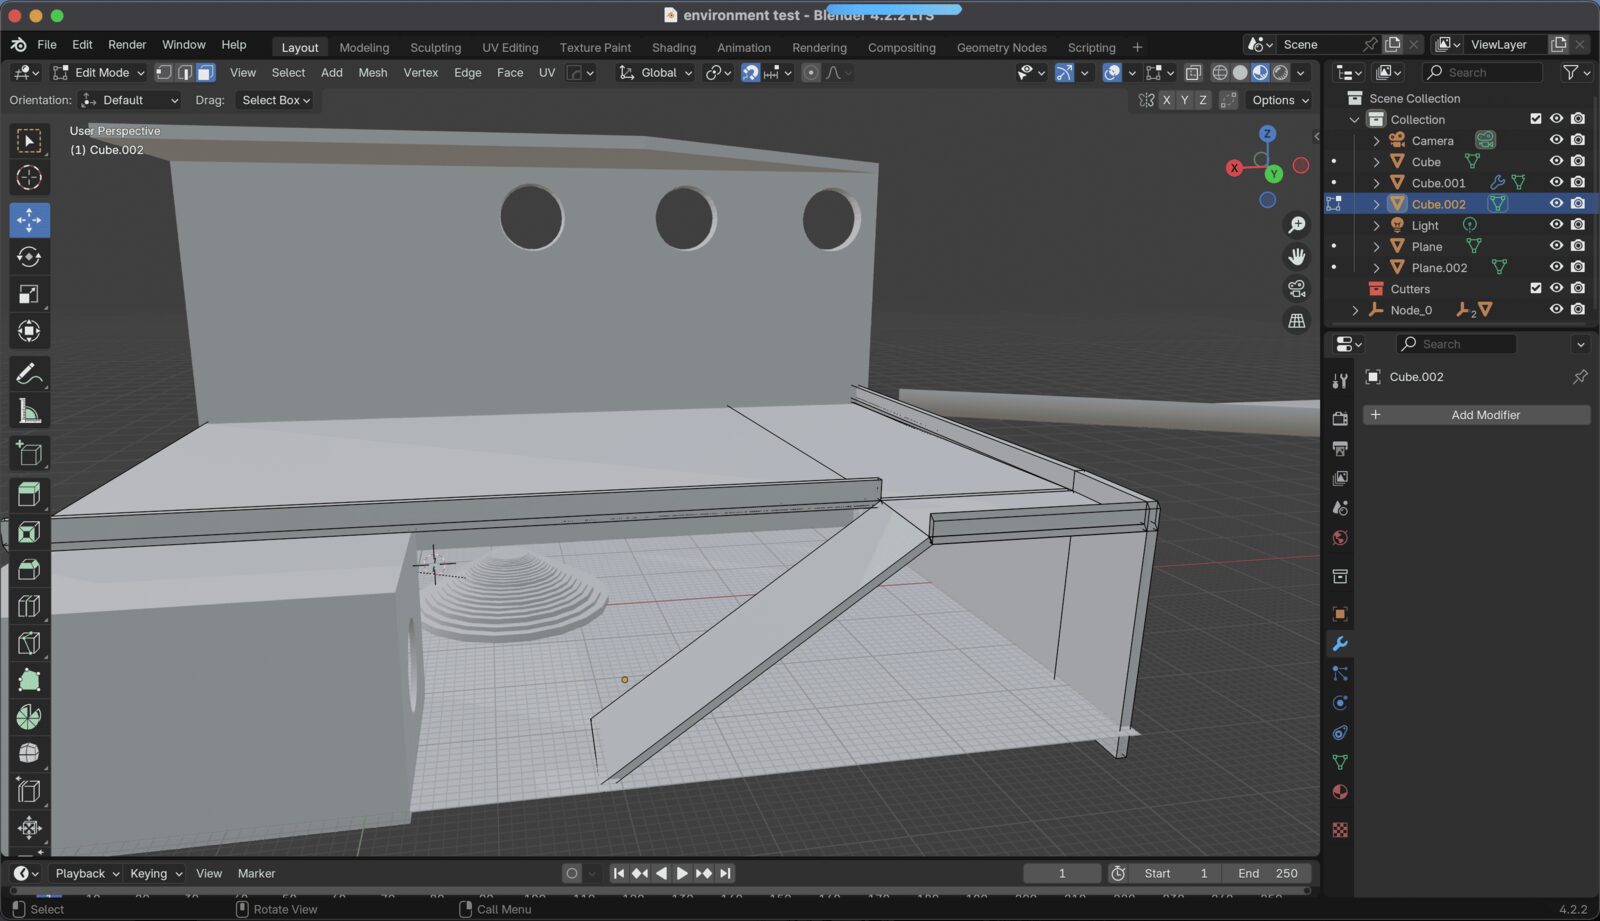 environment test - Blender 4.2.2 LTS
File Edit Render Window Help Layout Modeling Sculpting UV Editing Texture Paint Shading Animation Rendering Compositing Geometry Nodes Scripting + Scene ViewLayer
Edit Mode View Select Add Mesh Vertex Edge Face UV Global Search
Orientation: Default Drag: Select Box X Y Z Options
Scene Collection
Collection
Camera
Cube
Cube.001
Cube.002
Light
Plane
Plane.002
Cutters
Node_0 2
User Perspective
(1) Cube.002
Z
X
Y
Search
Cube.002
+ Add Modifier
Playback Keying View Marker 1 Start 1 End 250
Select Rotate View Call Menu 4.2.2